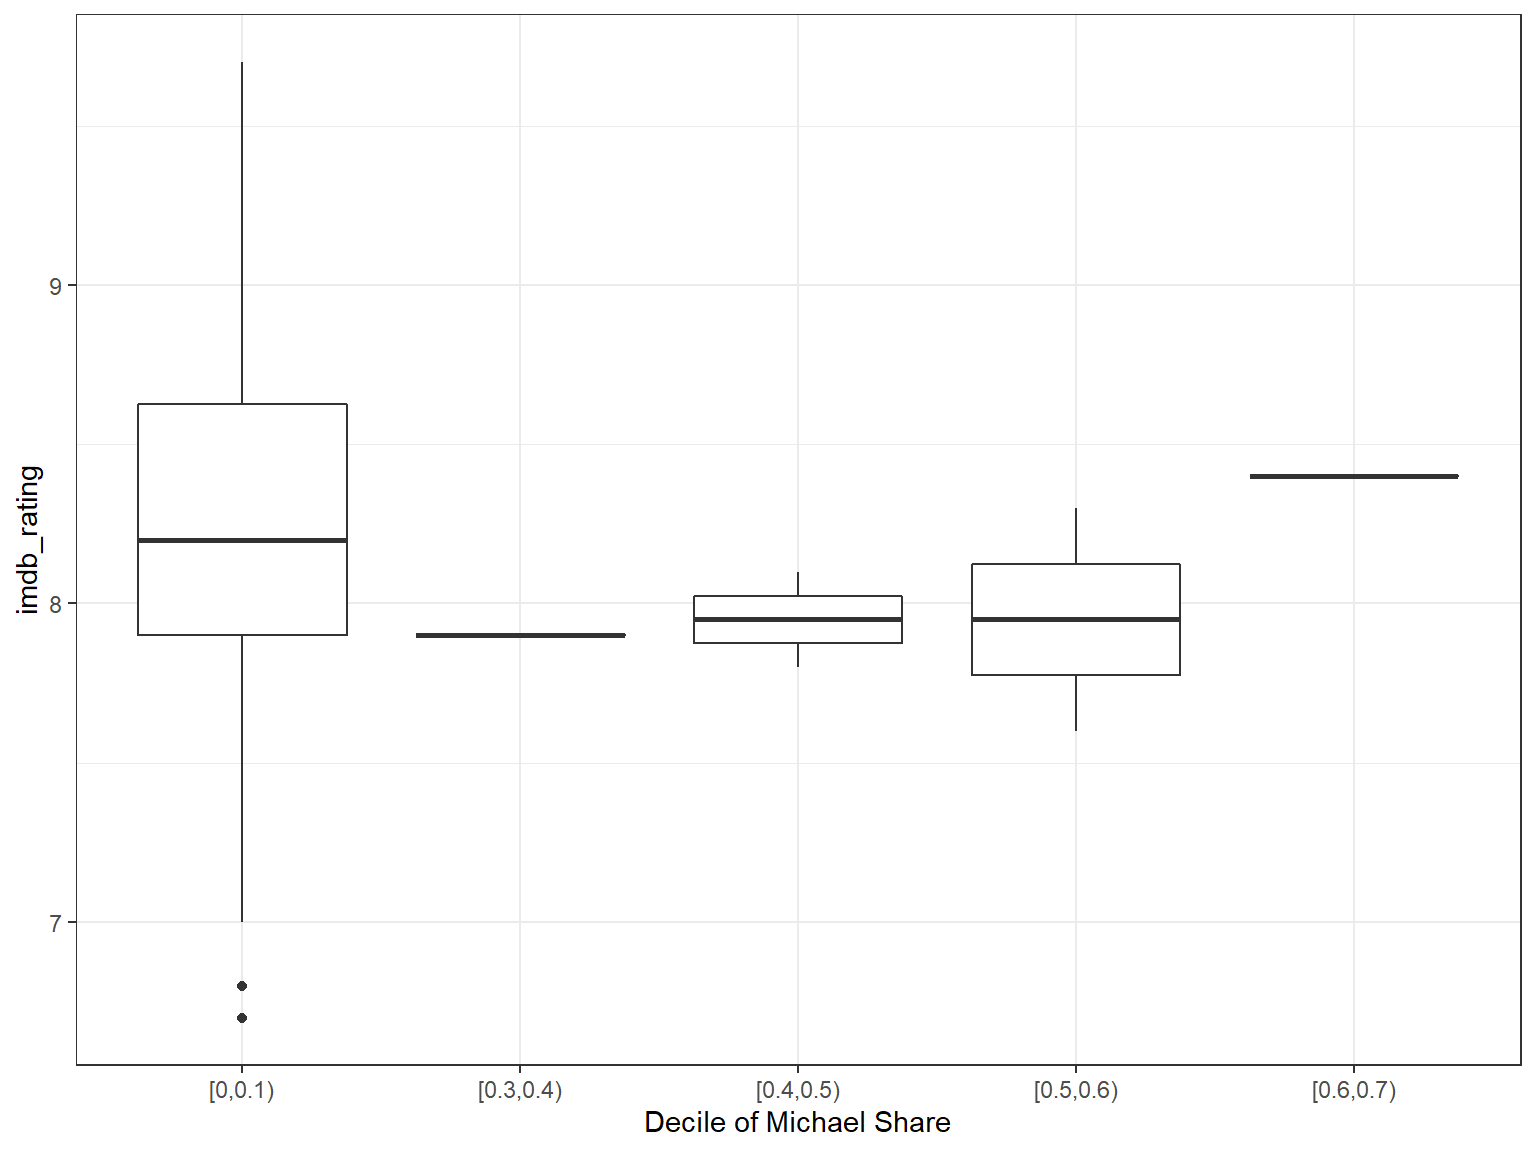 imdb_rating
9
8
7
[0,0.1) [0.3,0.4) [0.4,0.5) [0.5,0.6) [0.6,0.7)
Decile of Michael Share